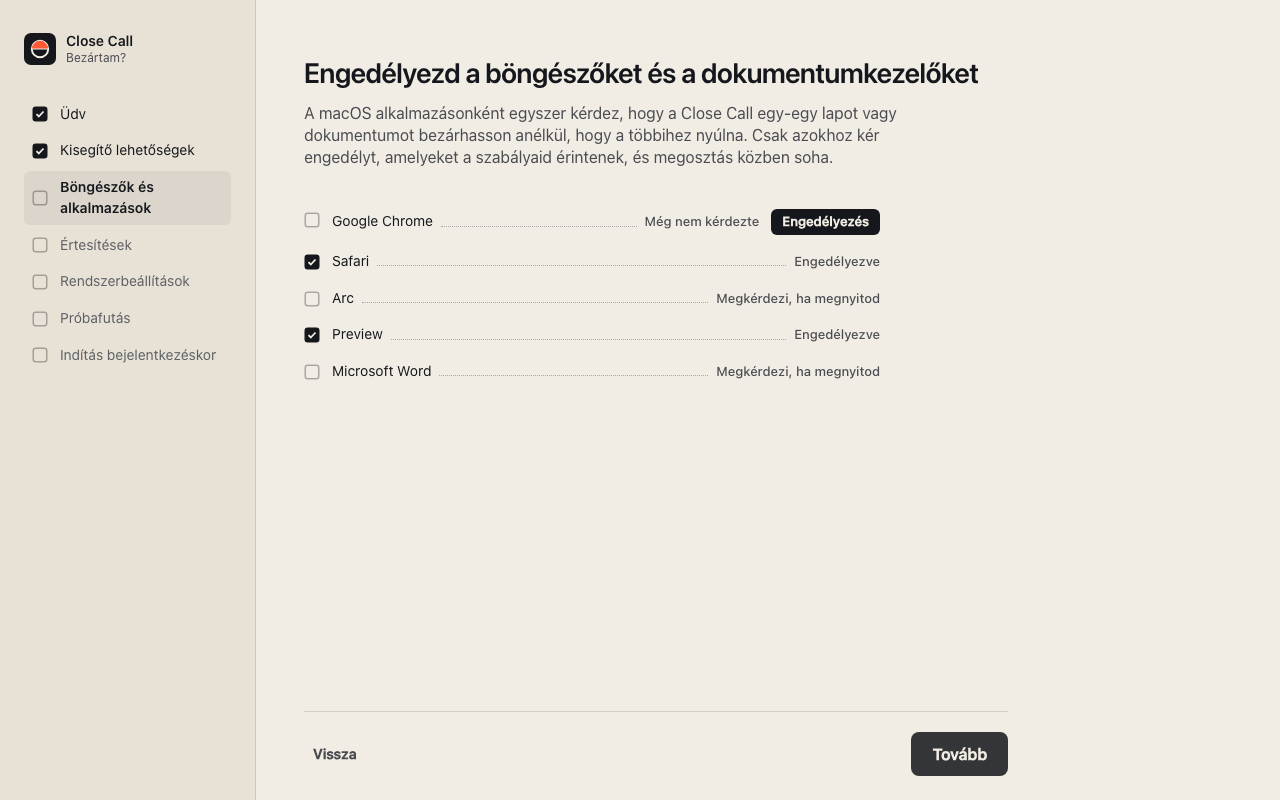 Close Call
Bezártam?
Üdv
Kisegítő lehetőségek
Böngészők és
alkalmazások
Értesítések
Rendszerbeállítások
Próbafutás
Indítás bejelentkezéskor
Engedélyezd a böngészőket és a dokumentumkezelőket
A macOS alkalmazásonként egyszer kérdez, hogy a Close Call egy-egy lapot vagy
dokumentumot bezárhasson anélkül, hogy a többihez nyúlna. Csak azokhoz kér
engedélyt, amelyeket a szabályaid érintenek, és megosztás közben soha.
Google Chrome Még nem kérdezte Engedélyezés
Safari Engedélyezve
Arc Megkérdezi, ha megnyitod
Preview Engedélyezve
Microsoft Word Megkérdezi, ha megnyitod
Vissza Tovább